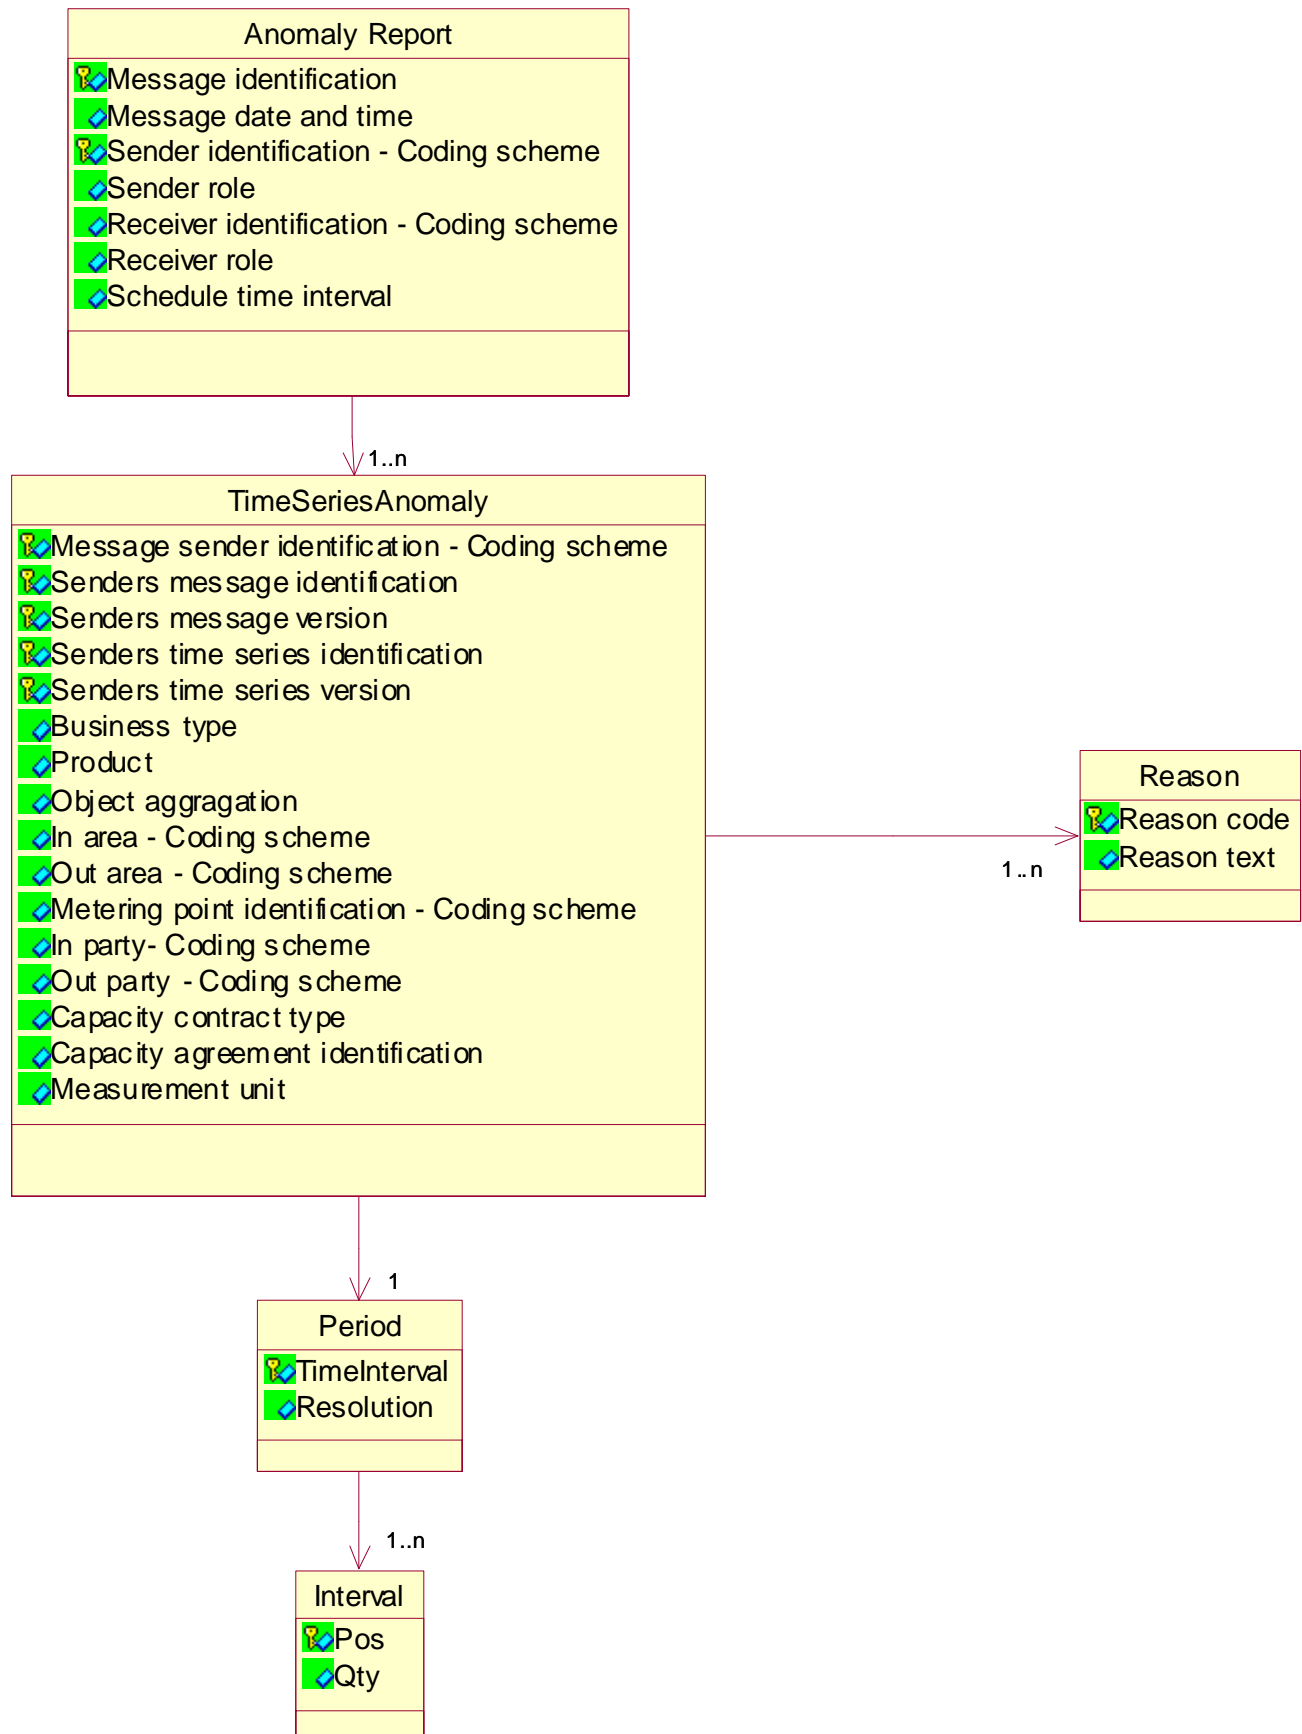 Anomaly Report
Message identification
Message date and time
Sender identification - Coding scheme
Sender role
Receiver identification - Coding scheme
Receiver role
Schedule time interval
1..n
TimeSeriesAnomaly
Message sender identification - Coding scheme
Senders message identification
Senders message version
Senders time series identification
Senders time series version
Business type
Product
Object aggragation
In area - Coding scheme
Out area - Coding scheme
Metering point identification - Coding scheme
In party- Coding scheme
Out party - Coding scheme
Capacity contract type
Capacity agreement identification
Measurement unit
1..n
Reason
Reason code
Reason text
1
Period
TimeInterval
Resolution
1..n
Interval
Pos
Qty